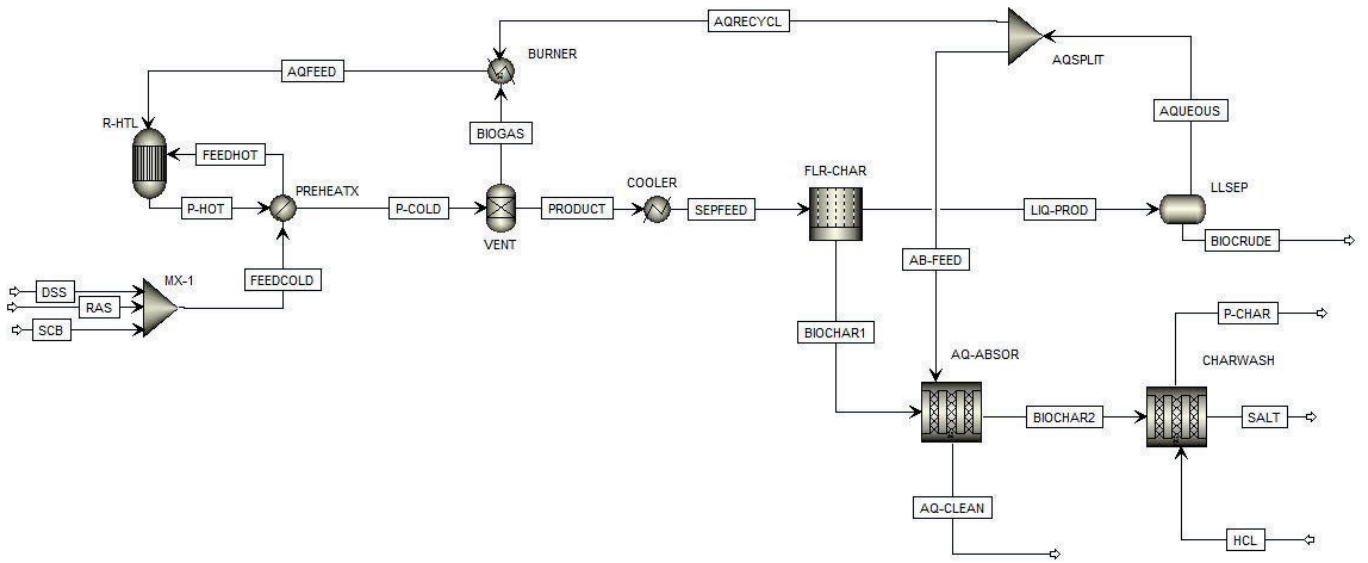 AQRECYCL
BURNER
AQSPLIT
AQFEED
AQUEOUS
R-HTL
BIOGAS
FEEDHOT
PREHEATX
COOLER
FLR-CHAR
LLSEP
P-HOT
P-COLD
PRODUCT
SEPFEED
LIQ-PROD
VENT
BIOCRUDE
AB-FEED
MX-1
FEEDCOLD
DSS
RAS
SCB
P-CHAR
BIOCHAR1
AQ-ABSOR
CHARWASH
BIOCHAR2
SALT
AQ-CLEAN
HCL